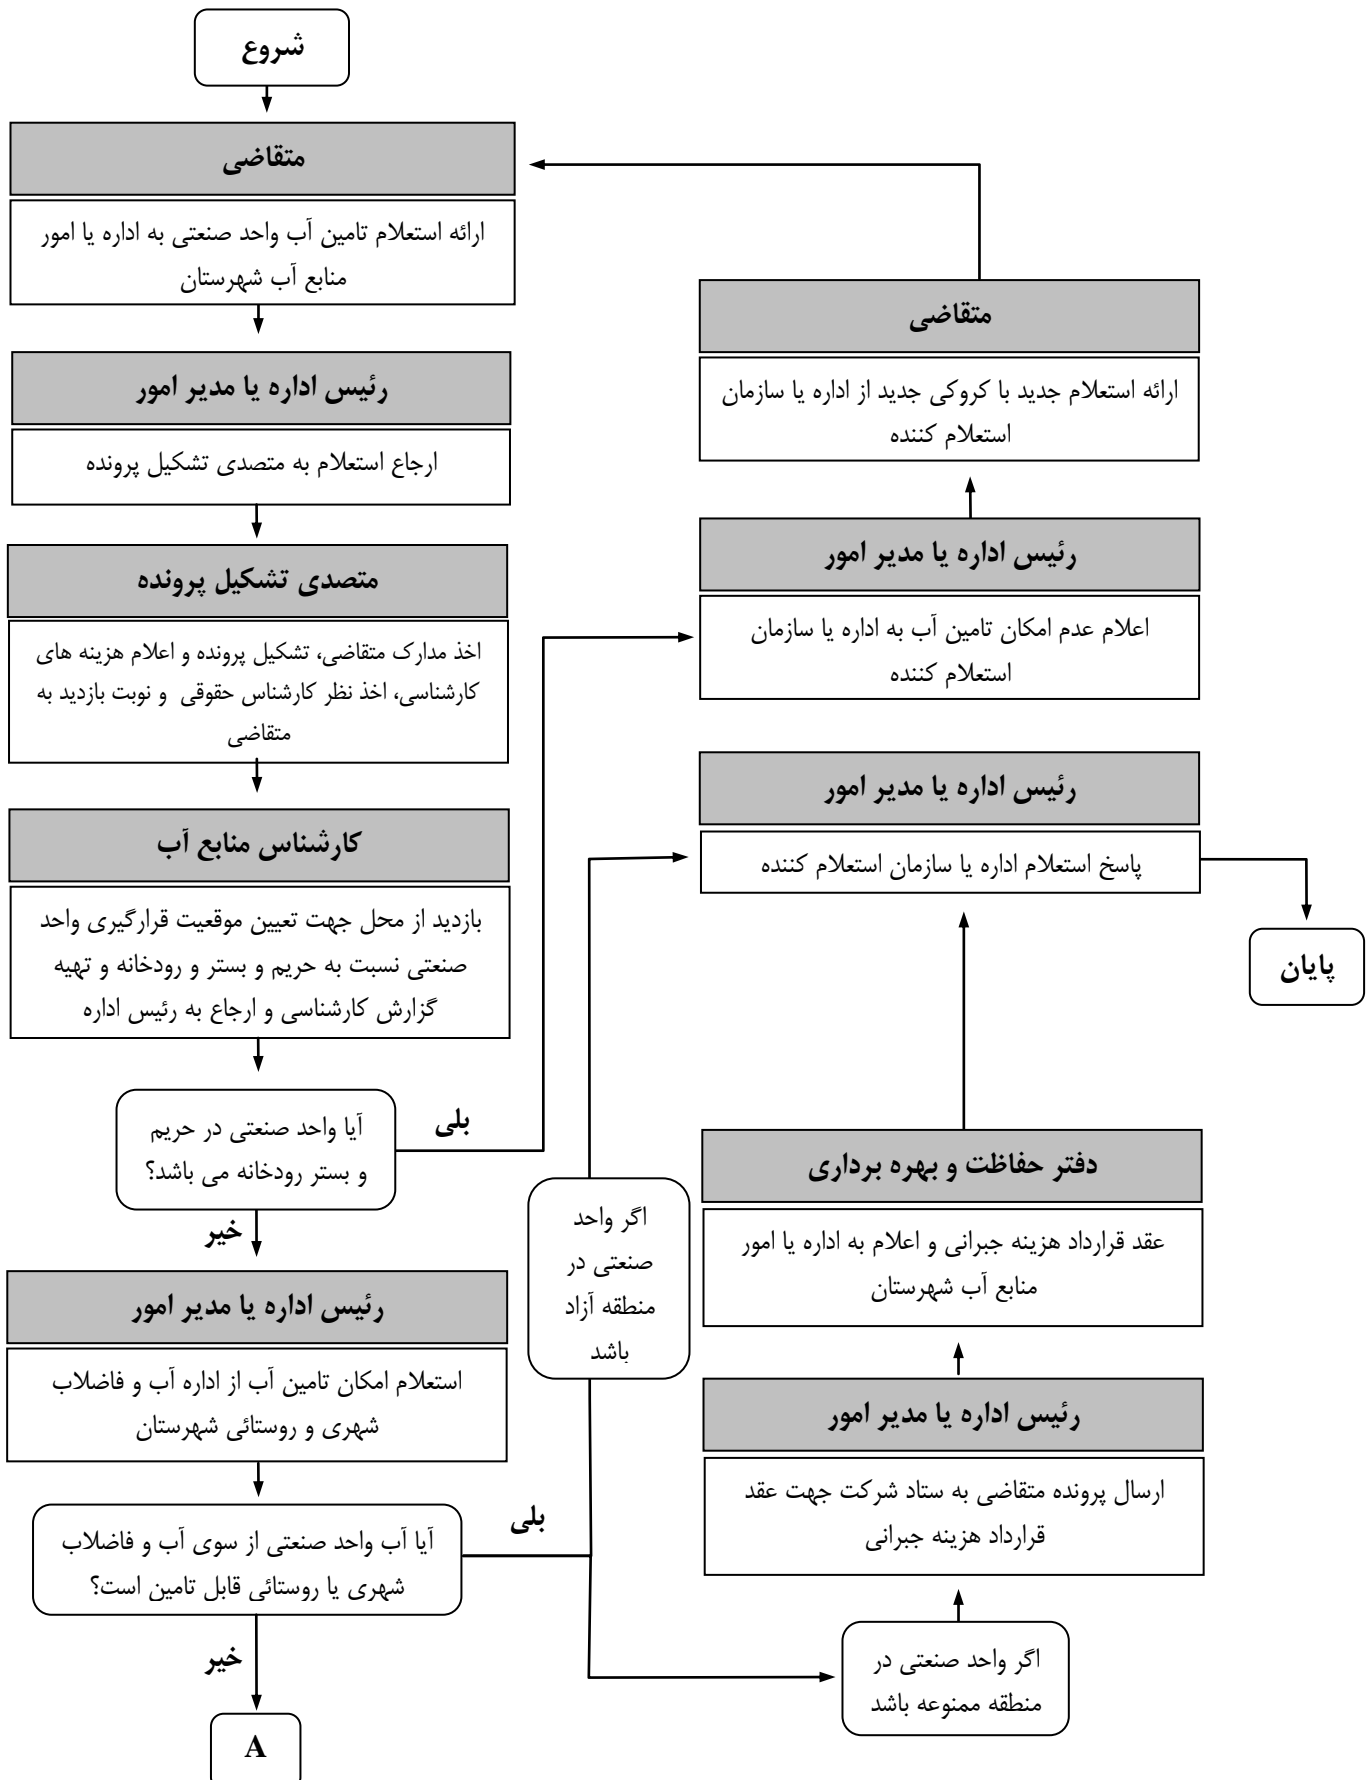 شروع
متقاضی
ارائه استعلام تامین آب واحد صنعتی به اداره یا امور
منابع آب شهرستان
رئیس اداره یا مدیر امور
ارجاع استعلام به متصدی تشکیل پرونده
متصدی تشکیل پرونده
اخذ مدارک متقاضی، تشکیل پرونده و اعلام هزینه های
کارشناسی، اخذ نظر کارشناس حقوقی و نوبت بازدید به
متقاضی
کارشناس منابع آب
بازدید از محل جهت تعیین موقعیت قرارگیری واحد
صنعتی نسبت به حریم و بستر و رودخانه و تهیه
گزارش کارشناسی و ارجاع به رئیس اداره
آیا واحد صنعتی در حریم
و بستر رودخانه می باشد؟
بلی
خیر
رئیس اداره یا مدیر امور
استعلام امکان تامین آب از اداره آب و فاضلاب
شهری و روستائی شهرستان
آیا آب واحد صنعتی از سوی آب و فاضلاب
شهری یا روستائی قابل تامین است؟
بلی
خیر
A
متقاضی
ارائه استعلام جدید با کروکی جدید از اداره یا سازمان
استعلام کننده
رئیس اداره یا مدیر امور
اعلام عدم امکان تامین آب به اداره یا سازمان
استعلام کننده
رئیس اداره یا مدیر امور
پاسخ استعلام اداره یا سازمان استعلام کننده
پایان
دفتر حفاظت و بهره برداری
عقد قرارداد هزینه جبرانی و اعلام به اداره یا امور
منابع آب شهرستان
اگر واحد
صنعتی در
منطقه آزاد
باشد
رئیس اداره یا مدیر امور
ارسال پرونده متقاضی به ستاد شرکت جهت عقد
قرارداد هزینه جبرانی
اگر واحد صنعتی در
منطقه ممنوعه باشد